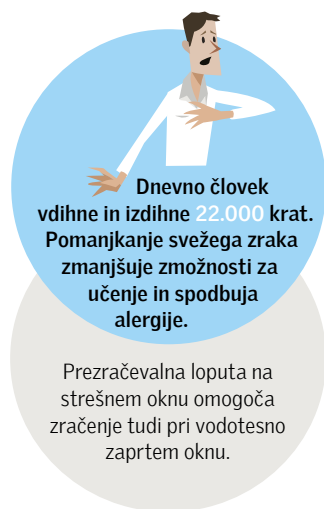 Dnevno človek
vdihne in izdihne 22.000 krat.
Pomanjkanje svežega zraka
zmanjšuje zmožnosti za
učenje in spodbuja
alergije.
Prezračevalna loputa na
strešnem oknu omogoča
zračenje tudi pri vodotesno
zaprtem oknu.